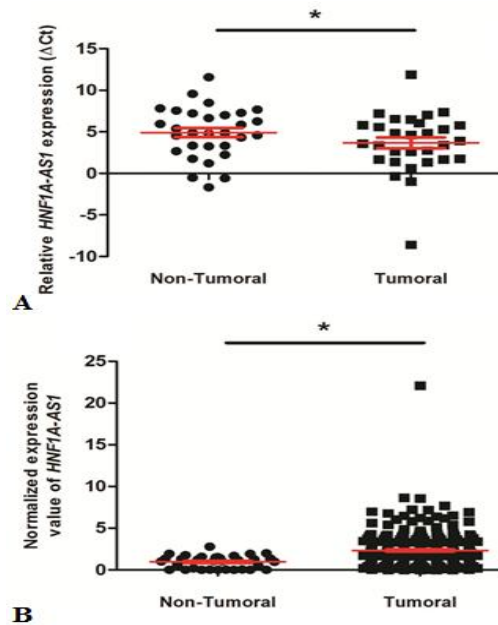 *
Relative HNF1A-AS1 expression (ΔCt)
15
10
5
0
-5
-10
Non-Tumoral Tumoral
A
*
Normalized expression
value of HNF1A-AS1
25
20
15
10
5
0
Non-Tumoral Tumoral
B